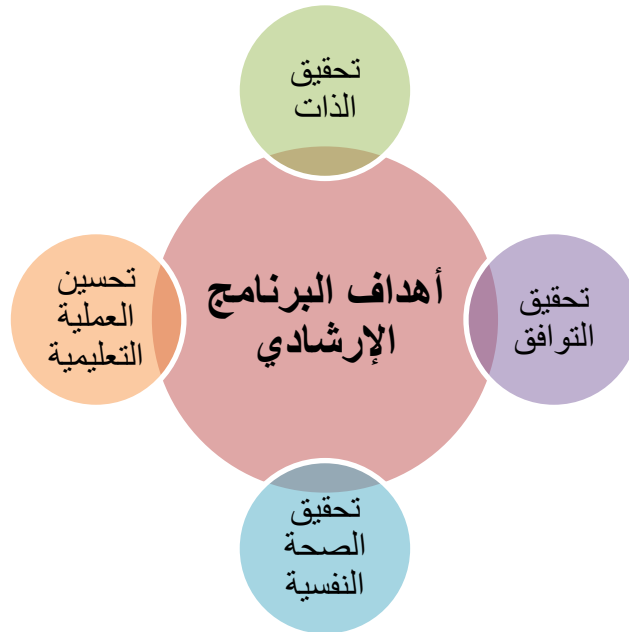 تحقيق
الذات
أهداف البرنامج
الإرشادي
تحقيق
التوافق
تحقيق
الصحة
النفسية
تحسين
العملية
التعليمية